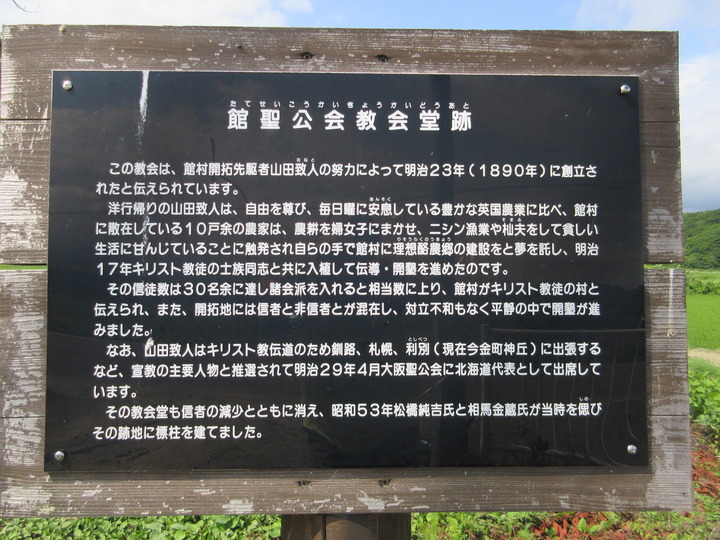 たてせいこうかいきょうかいどうあと
館聖公会教会堂跡
この教会は、館村開拓先駆者山田致人の努力によって明治23年(1890年)に創立さ
れたと伝えられています。
洋行帰りの山田致人は、自由を尊び、毎日曜に安息している豊かな英国農業に比べ、館村
に散在している10戸余の農家は、農耕を婦女子にまかせ、ニシン漁業や杣夫をして貧しい
生活に甘んじていることに触発され自らの手で館村に理想酪農郷の建設をと夢を託し、明治
17年キリスト教徒の士族同志と共に入植して伝導・開墾を進めたのです。
その信徒数は30名余に達し諸会派を入れると相当数に上り、館村がキリスト教徒の村と
伝えられ、また、開拓地には信者と非信者とが混在し、対立不和もなく平静の中で開墾が進
みました。
なお、山田致人はキリスト教伝道のため釧路、札幌、利別(現在今金町神丘)に出張する
など、宣教の主要人物と推選されて明治29年4月大阪聖公会に北海道代表として出席して
います。
その教会堂も信者の減少とともに消え、昭和53年松橋純吉氏と相馬金蔵氏が当時を偲び
その跡地に標柱を建てました。